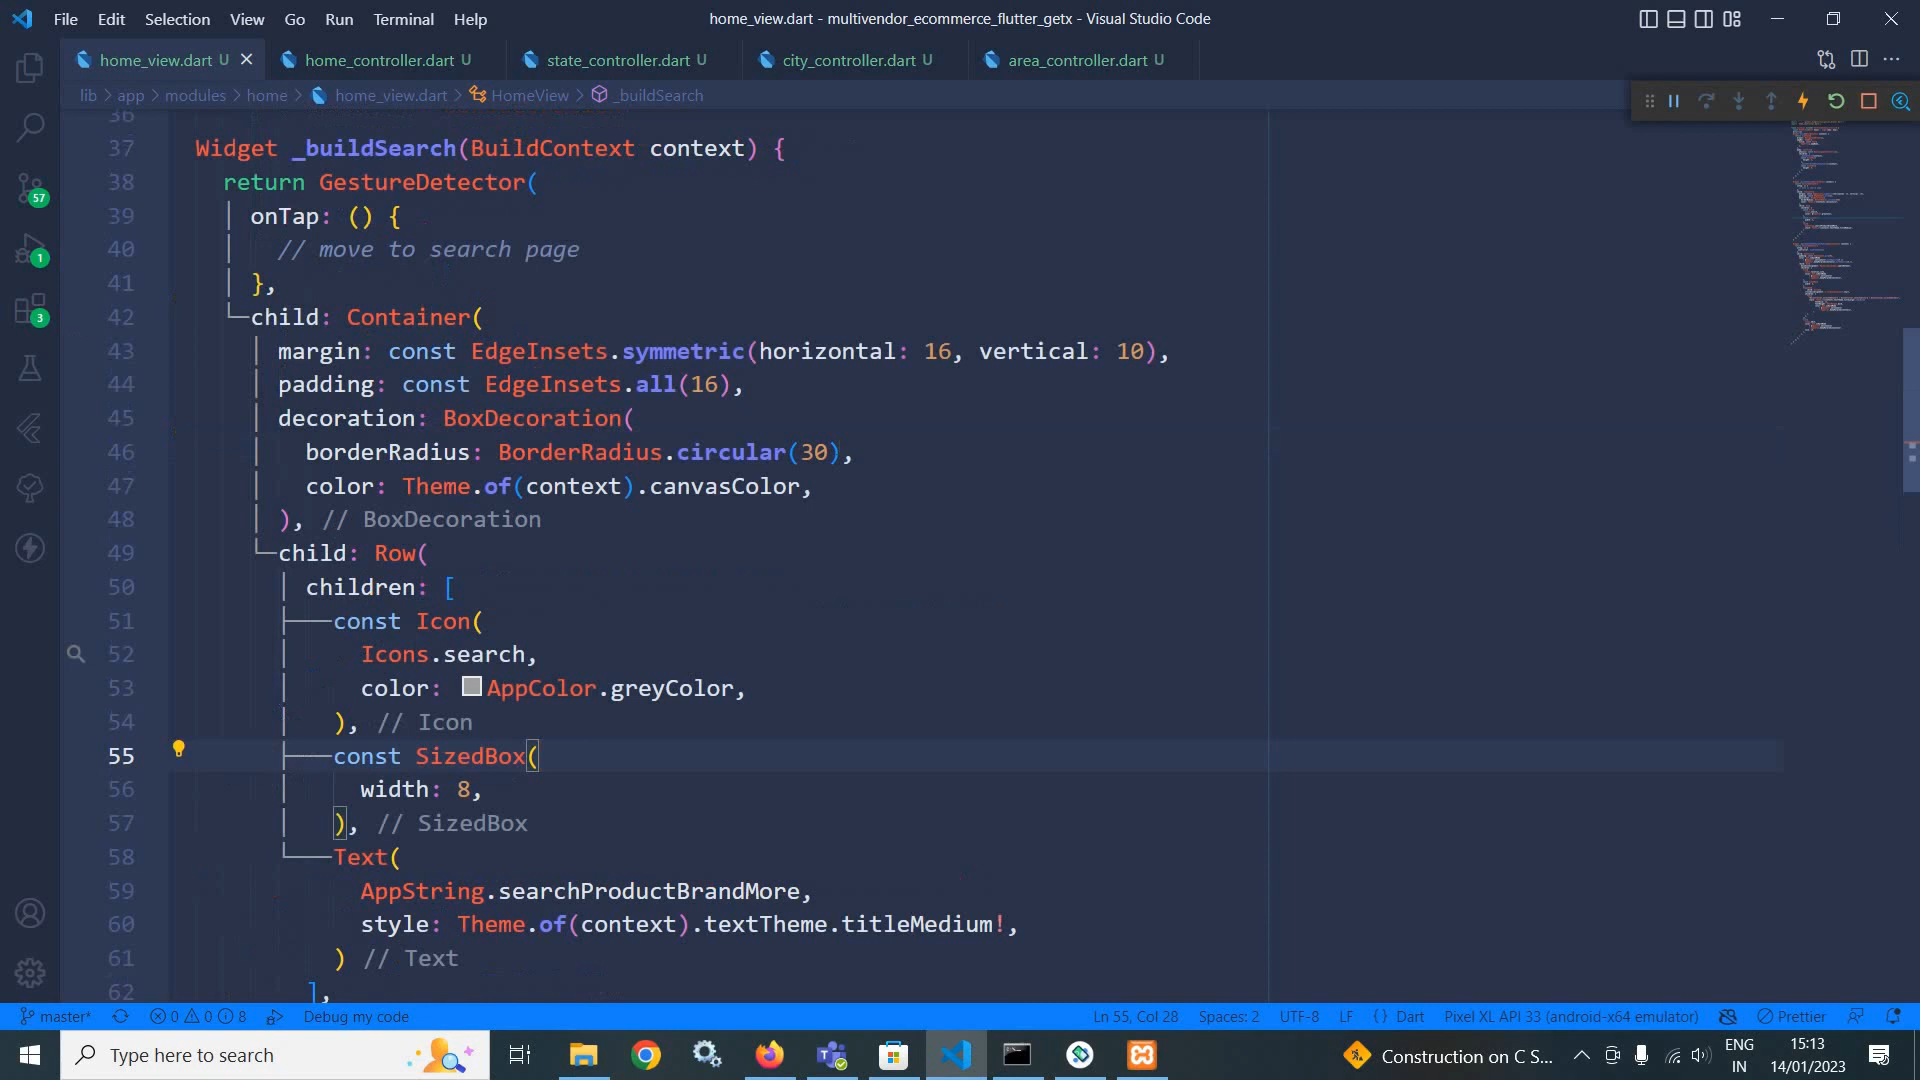 File Edit Selection View Go Run Terminal Help
home_view.dart - multivendor_ecommerce_flutter_getx - Visual Studio Code
home_view.dart U home_controller.dart U state_controller.dart U city_controller.dart U area_controller.dart U
lib > app > modules > home > home_view.dart > HomeView > _buildSearch
36
37 Widget _buildSearch(BuildContext context) {
38 return GestureDetector(
39 onTap: () {
40 // move to search page
41 },
42 child: Container(
43 margin: const EdgeInsets.symmetric(horizontal: 16, vertical: 10),
44 padding: const EdgeInsets.all(16),
45 decoration: BoxDecoration(
46 borderRadius: BorderRadius.circular(30),
47 color: Theme.of(context).canvasColor,
48 ), // BoxDecoration
49 child: Row(
50 children: [
51 const Icon(
52 Icons.search,
53 color: AppColor.greyColor,
54 ), // Icon
55 const SizedBox(
56 width: 8,
57 ), // SizedBox
58 Text(
59 AppString.searchProductBrandMore,
60 style: Theme.of(context).textTheme.titleMedium!,
61 ) // Text
62 ],
57
1
3
master* 0 0 8 Debug my code Ln 55, Col 28 Spaces: 2 UTF-8 LF {} Dart Pixel XL API 33 (android-x64 emulator) Prettier
Type here to search
Construction on C S...
ENG
IN
15:13
14/01/2023